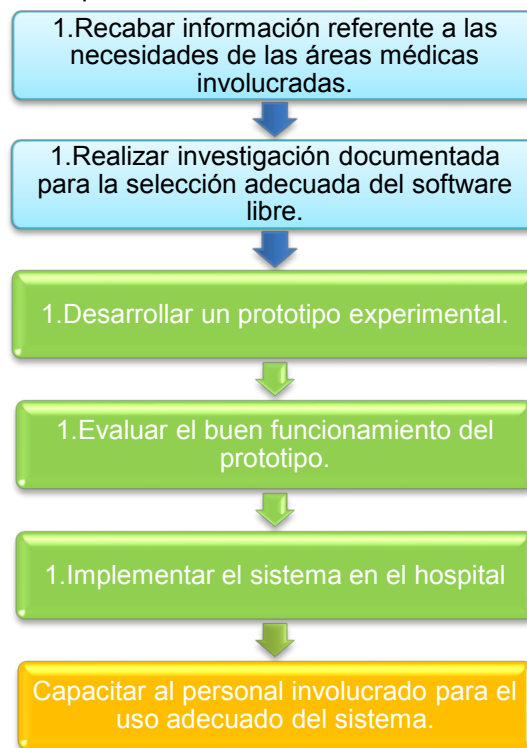 1.Recabar información referente a las
necesidades de las áreas médicas
involucradas.
1.Realizar investigación documentada
para la selección adecuada del software
libre.
1.Desarrollar un prototipo experimental.
1.Evaluar el buen funcionamiento del
prototipo.
1.Implementar el sistema en el hospital
Capacitar al personal involucrado para el
uso adecuado del sistema.